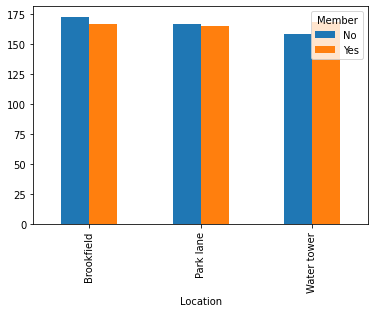 175
150
125
100
75
50
25
0
Member
No
Yes
Brookfield
Park lane
Water tower
Location